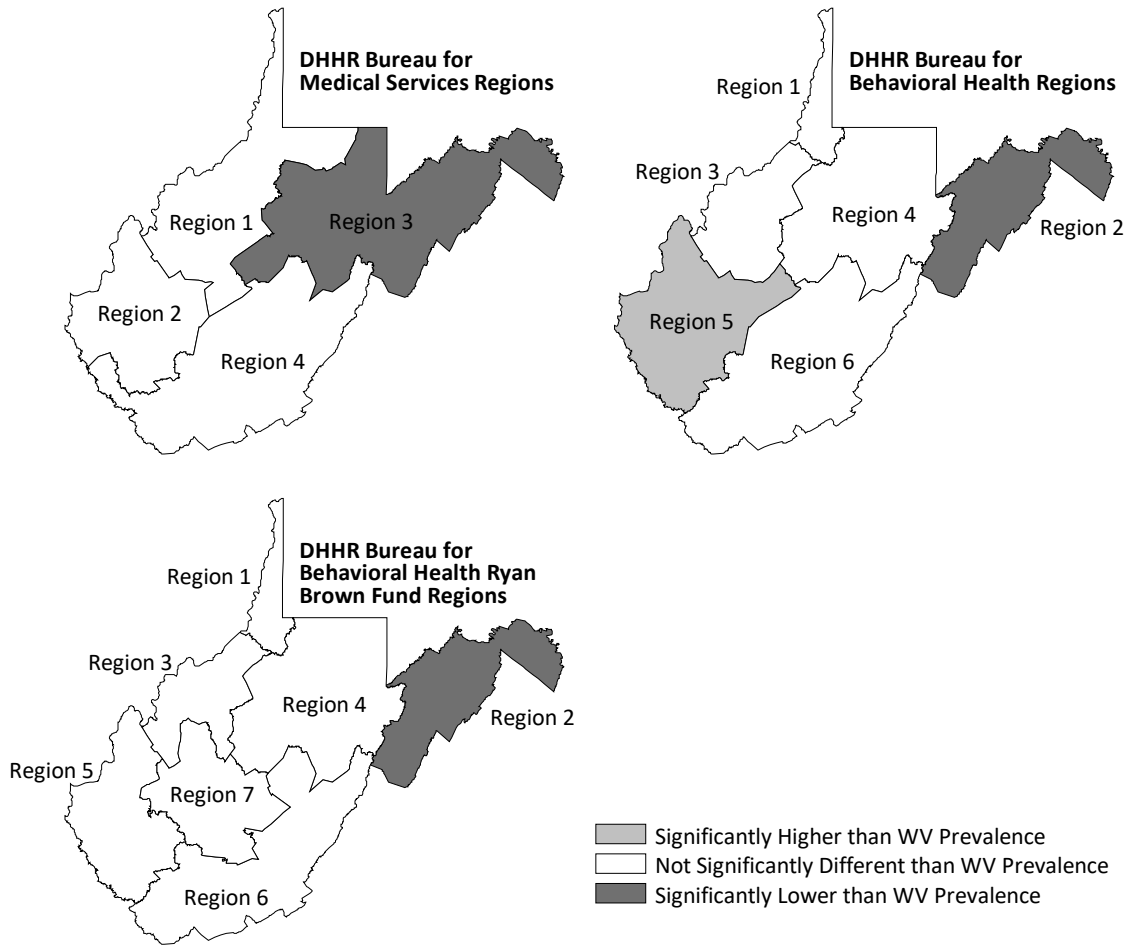 DHHR Bureau for
Medical Services Regions
Region 1
Region 3
Region 2
Region 4
DHHR Bureau for
Behavioral Health Regions
Region 1
Region 3
Region 4
Region 2
Region 5
Region 6
DHHR Bureau for
Behavioral Health Ryan
Brown Fund Regions
Region 1
Region 3
Region 4
Region 2
Region 5
Region 7
Region 6
Significantly Higher than WV Prevalence
Not Significantly Different than WV Prevalence
Significantly Lower than WV Prevalence